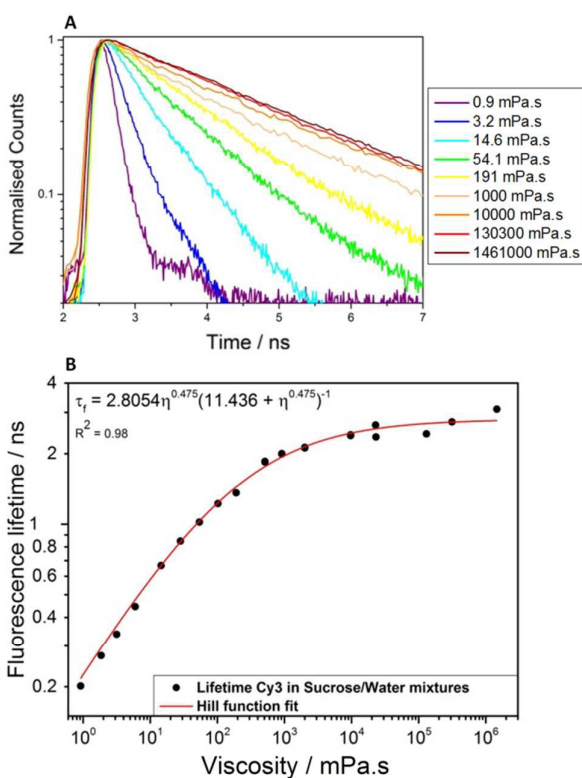 A
Normalised Counts
1
0.1
2 3 4 5 6 7
Time / ns
0.9 mPa.s
3.2 mPa.s
14.6 mPa.s
54.1 mPa.s
191 mPa.s
1000 mPa.s
10000 mPa.s
130300 mPa.s
1461000 mPa.s
B
τf = 2.8054η^0.475(11.436 + η^0.475)^-1
R^2 = 0.98
Fluorescence lifetime / ns
4
2
1
0.8
0.6
0.4
0.2
Lifetime Cy3 in Sucrose/Water mixtures
Hill function fit
10^0 10^1 10^2 10^3 10^4 10^5 10^6
Viscosity / mPa.s